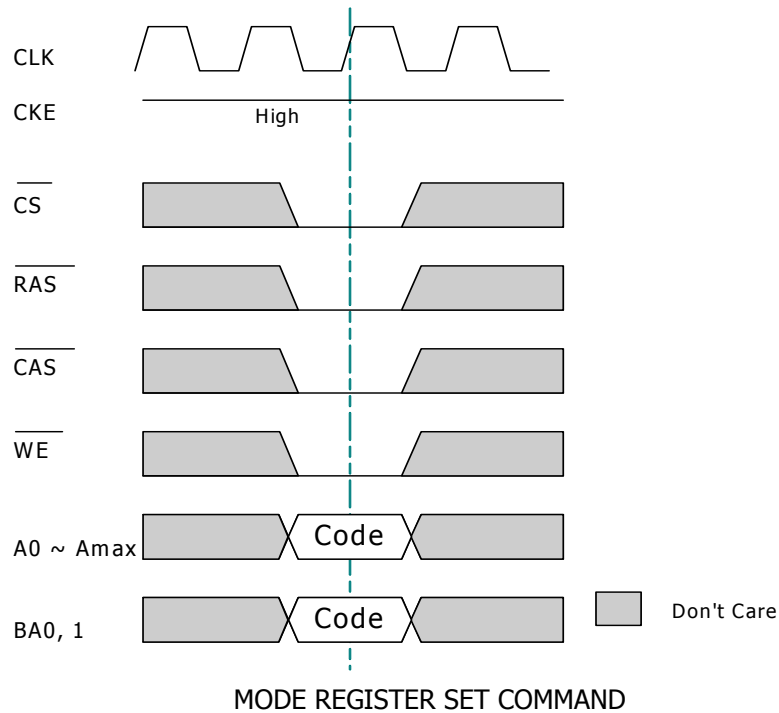 CLK
CKE
High
CS
RAS
CAS
WE
A0 ~ Amax
Code
BA0, 1
Code
Don't Care
MODE REGISTER SET COMMAND